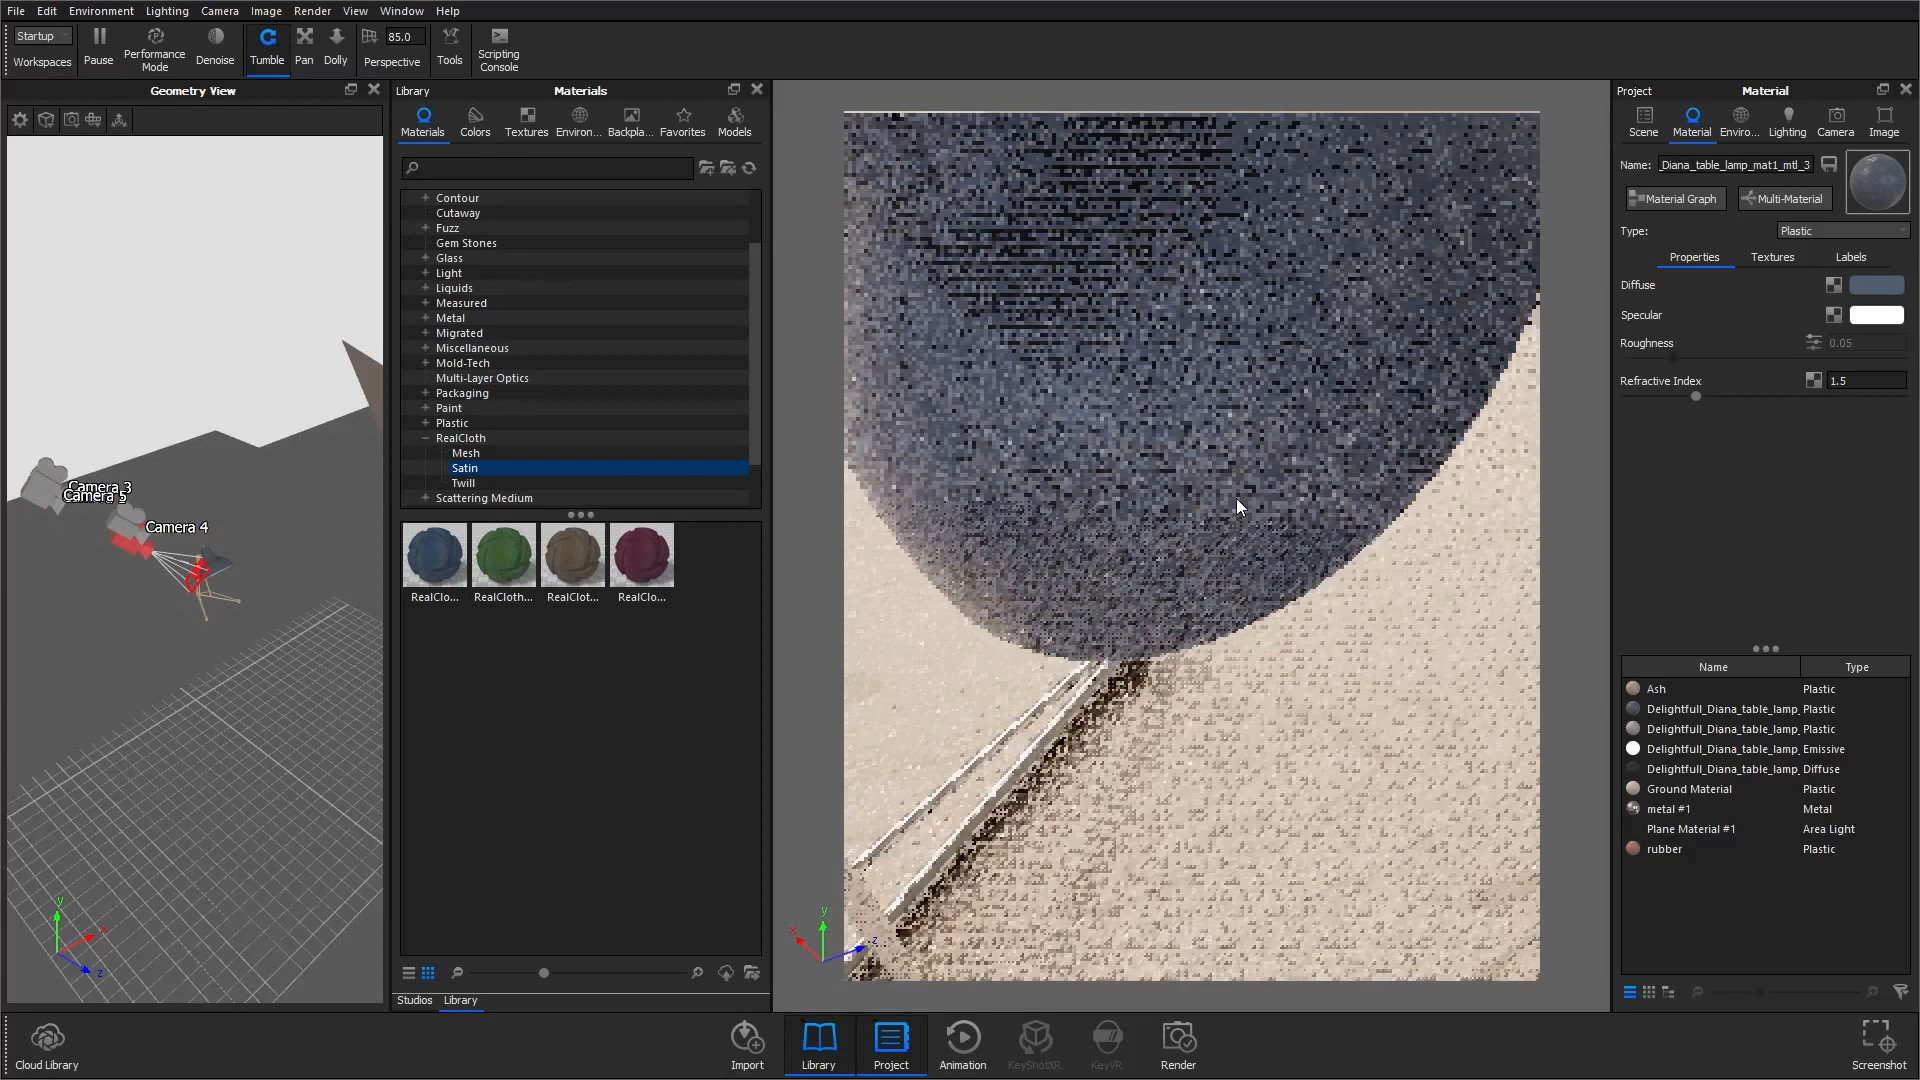 File Edit Environment Lighting Camera Image Render View Window Help
Startup
Workspaces
Pause
Performance Mode
Denoise
Tumble
Pan
Dolly
85.0
Perspective
Tools
Scripting Console
Geometry View
Library Materials
Materials Colors Textures Environ... Backpla... Favorites Models
Contour
Cutaway
Fuzz
Gem Stones
Glass
Light
Liquids
Measured
Metal
Migrated
Miscellaneous
Mold-Tech
Multi-Layer Optics
Packaging
Paint
Plastic
RealCloth
Mesh
Satin
Twill
Scattering Medium
RealClo... RealCloth... RealClot... RealClo...
Studios Library
Camera 3
Camera 5
Camera 4
y
x
z
y
x
z
Project Material
Scene Material Enviro... Lighting Camera Image
Name: _Diana_table_lamp_mat1_mtl_3
Material Graph Multi-Material
Type: Plastic
Properties Textures Labels
Diffuse
Specular
Roughness 0.05
Refractive Index 1.5
Name Type
Ash Plastic
Delightfull_Diana_table_lamp_ Plastic
Delightfull_Diana_table_lamp_ Plastic
Delightfull_Diana_table_lamp_ Emissive
Delightfull_Diana_table_lamp_ Diffuse
Ground Material Plastic
metal #1 Metal
Plane Material #1 Area Light
rubber Plastic
Cloud Library
Import
Library
Project
Animation
KeyShotXR
KeyVR
Render
Screenshot